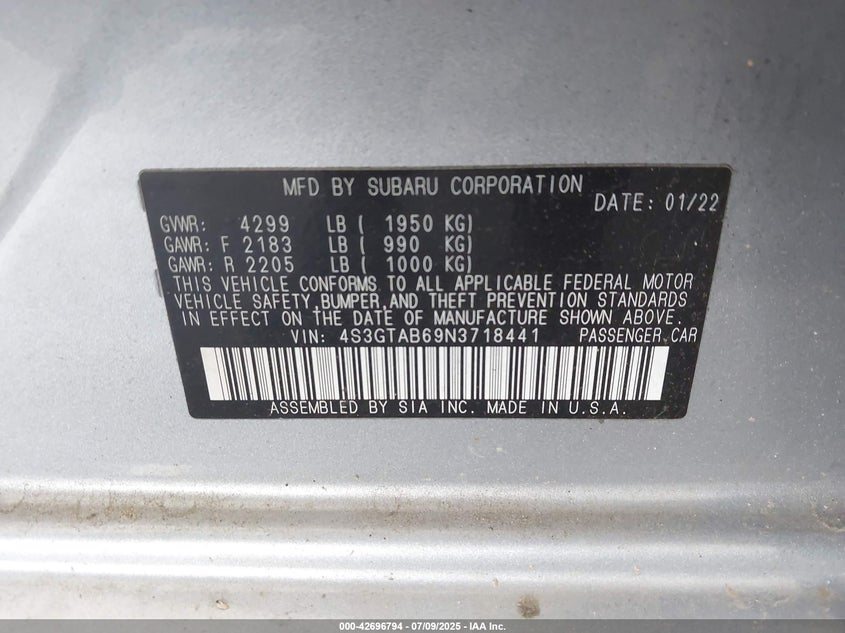 MFD BY SUBARU CORPORATION
DATE: 01/22
GVWR: 4299 LB ( 1950 KG)
GAWR: F 2183 LB ( 990 KG)
GAWR: R 2205 LB ( 1000 KG)
THIS VEHICLE CONFORMS TO ALL APPLICABLE FEDERAL MOTOR
VEHICLE SAFETY,BUMPER,AND THEFT PREVENTION STANDARDS
IN EFFECT ON THE DATE OF MANUFACTURE SHOWN ABOVE.
VIN: 4S3GTAB69N3718441 PASSENGER CAR
ASSEMBLED BY SIA INC. MADE IN U.S.A.
000-42696794 / 07/09/2025 - IAA Inc.